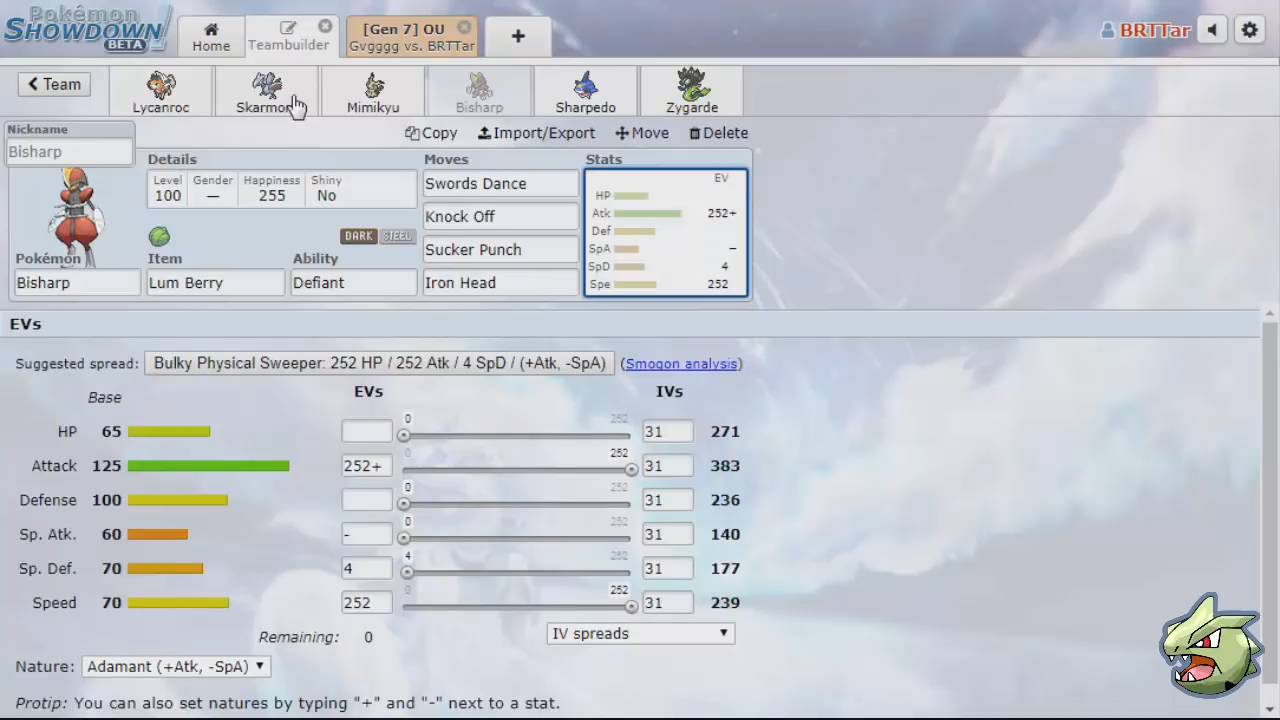 Pokémon
SHOWDOWN!
BETA
Home
Teambuilder
[Gen 7] OU
Gvgggg vs. BRTTar
+
BRTTar
Team
Lycanroc
Skarmory
Mimikyu
Bisharp
Sharpedo
Zygarde
Copy
Import/Export
Move
Delete
Nickname
Bisharp
Details
Level
Gender
Happiness
Shiny
100
—
255
No
DARK
STEEL
Pokémon
Bisharp
Item
Lum Berry
Ability
Defiant
Moves
Swords Dance
Knock Off
Sucker Punch
Iron Head
Stats
EV
HP
Atk 252+
Def
SpA –
SpD 4
Spe 252
EVs
Suggested spread: Bulky Physical Sweeper: 252 HP / 252 Atk / 4 SpD / (+Atk, -SpA) (Smogon analysis)
Base EVs IVs
HP 65 0 252 31 271
Attack 125 252+ 0 252 31 383
Defense 100 0 252 31 236
Sp. Atk. 60 - 0 252 31 140
Sp. Def. 70 4 4 252 31 177
Speed 70 252 0 252 31 239
Remaining: 0 IV spreads
Nature: Adamant (+Atk, -SpA)
Protip: You can also set natures by typing "+" and "-" next to a stat.